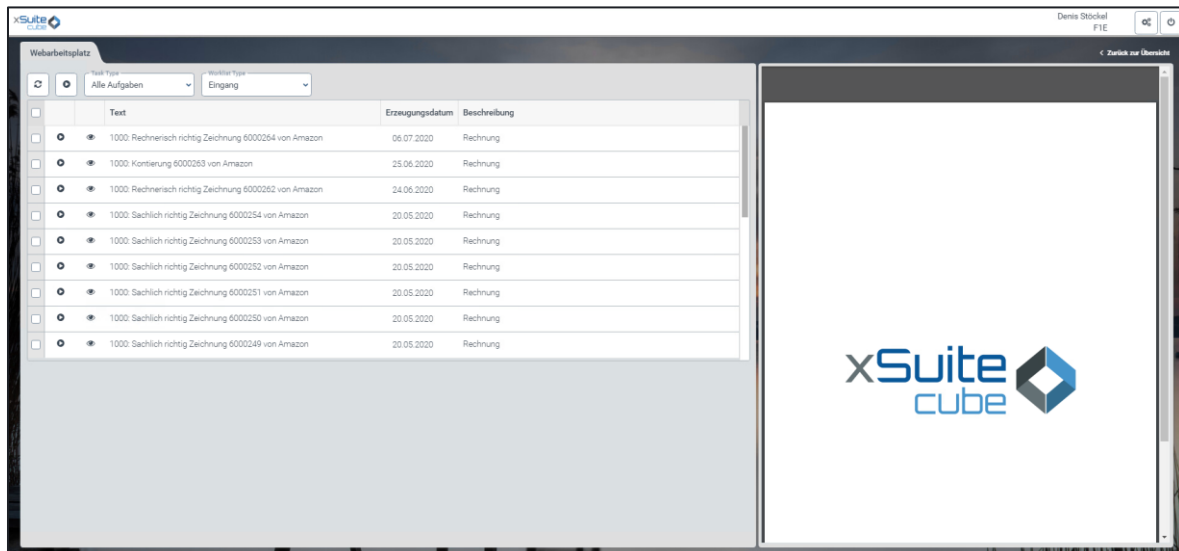 xSuite
cube
Denis Stöckel
F1E
Webarbeitsplatz
< Zurück zur Übersicht
Task Type
Alle Aufgaben
Worklist Type
Eingang
Text Erzeugungsdatum Beschreibung
1000: Rechnerisch richtig Zeichnung 6000264 von Amazon 06.07.2020 Rechnung
1000: Kontierung 6000263 von Amazon 25.06.2020 Rechnung
1000: Rechnerisch richtig Zeichnung 6000262 von Amazon 24.06.2020 Rechnung
1000: Sachlich richtig Zeichnung 6000254 von Amazon 20.05.2020 Rechnung
1000: Sachlich richtig Zeichnung 6000253 von Amazon 20.05.2020 Rechnung
1000: Sachlich richtig Zeichnung 6000252 von Amazon 20.05.2020 Rechnung
1000: Sachlich richtig Zeichnung 6000251 von Amazon 20.05.2020 Rechnung
1000: Sachlich richtig Zeichnung 6000250 von Amazon 20.05.2020 Rechnung
1000: Sachlich richtig Zeichnung 6000249 von Amazon 20.05.2020 Rechnung
xSuite
cube